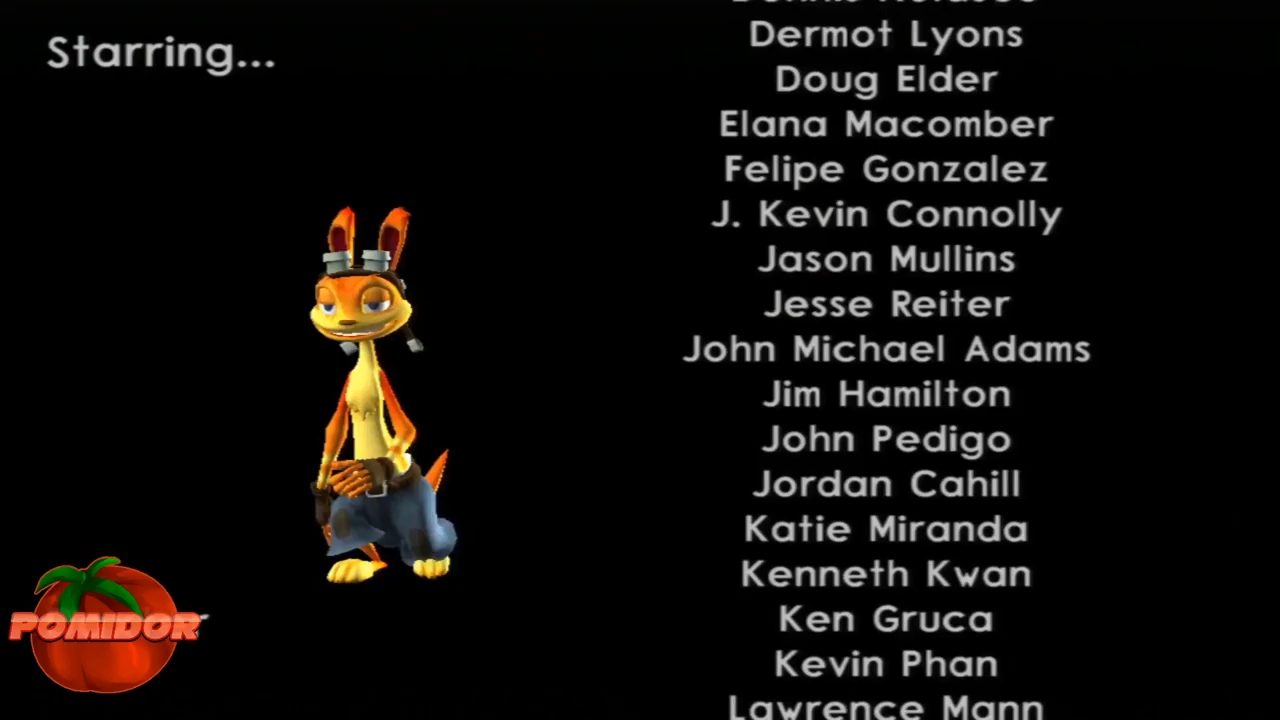 Starring...
Dermot Lyons
Doug Elder
Elana Macomber
Felipe Gonzalez
J. Kevin Connolly
Jason Mullins
Jesse Reiter
John Michael Adams
Jim Hamilton
John Pedigo
Jordan Cahill
Katie Miranda
Kenneth Kwan
Ken Gruca
Kevin Phan
Lawrence Mann
POMIDOR